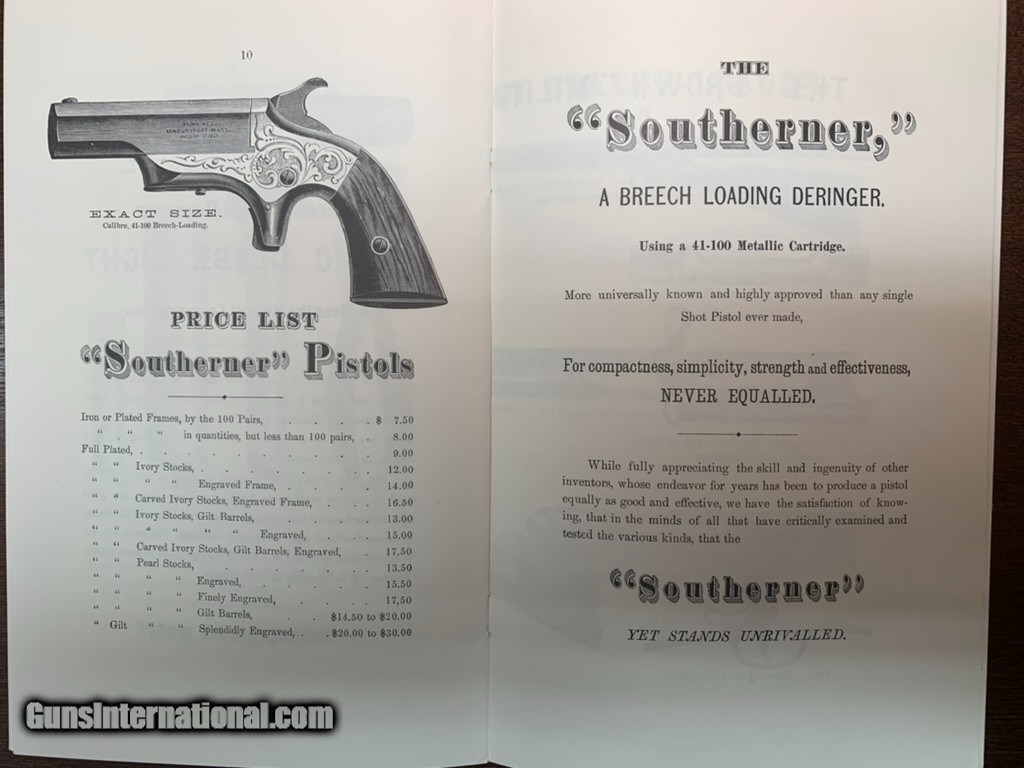 10
BROWN MF'G CO.
NEWBURYPORT, MASS.
EXACT SIZE.
Calibre, 41-100 Breech-Loading.
PRICE LIST
“Southerner” Pistols
Iron or Plated Frames, by the 100 Pairs, . . . . $ 7.50
“ “ “ in quantities, but less than 100 pairs, . 8.00
Full Plated, . . . . . . . . . 9.00
“ “ Ivory Stocks, . . . . . . . 12.00
“ “ “ “ Engraved Frame, . . . . 14.00
“ “ Carved Ivory Stocks, Engraved Frame, . . . 16.50
“ “ Ivory Stocks, Gilt Barrels, . . . . . 13.00
“ “ “ “ “ “ Engraved, . . . 15.00
“ “ Carved Ivory Stocks, Gilt Barrels, Engraved, . 17.50
“ “ Pearl Stocks, . . . . . . . 13.50
“ “ “ “ Engraved, . . . . . 15.50
“ “ “ “ Finely Engraved, . . . . 17,50
“ “ “ “ Gilt Barrels, . . $14.50 to $20.00
“ Gilt “ “ Splendidly Engraved, . . $20.00 to $30.00
THE
“Southerner,”
A BREECH LOADING DERINGER.
Using a 41-100 Metallic Cartridge.
More universally known and highly approved than any single
Shot Pistol ever made,
For compactness, simplicity, strength and effectiveness,
NEVER EQUALLED.
While fully appreciating the skill and ingenuity of other
inventors, whose endeavor for years has been to produce a pistol
equally as good and effective, we have the satisfaction of know-
ing, that in the minds of all that have critically examined and
tested the various kinds, that the
“Southerner”
YET STANDS UNRIVALLED.
GunsInternational.com